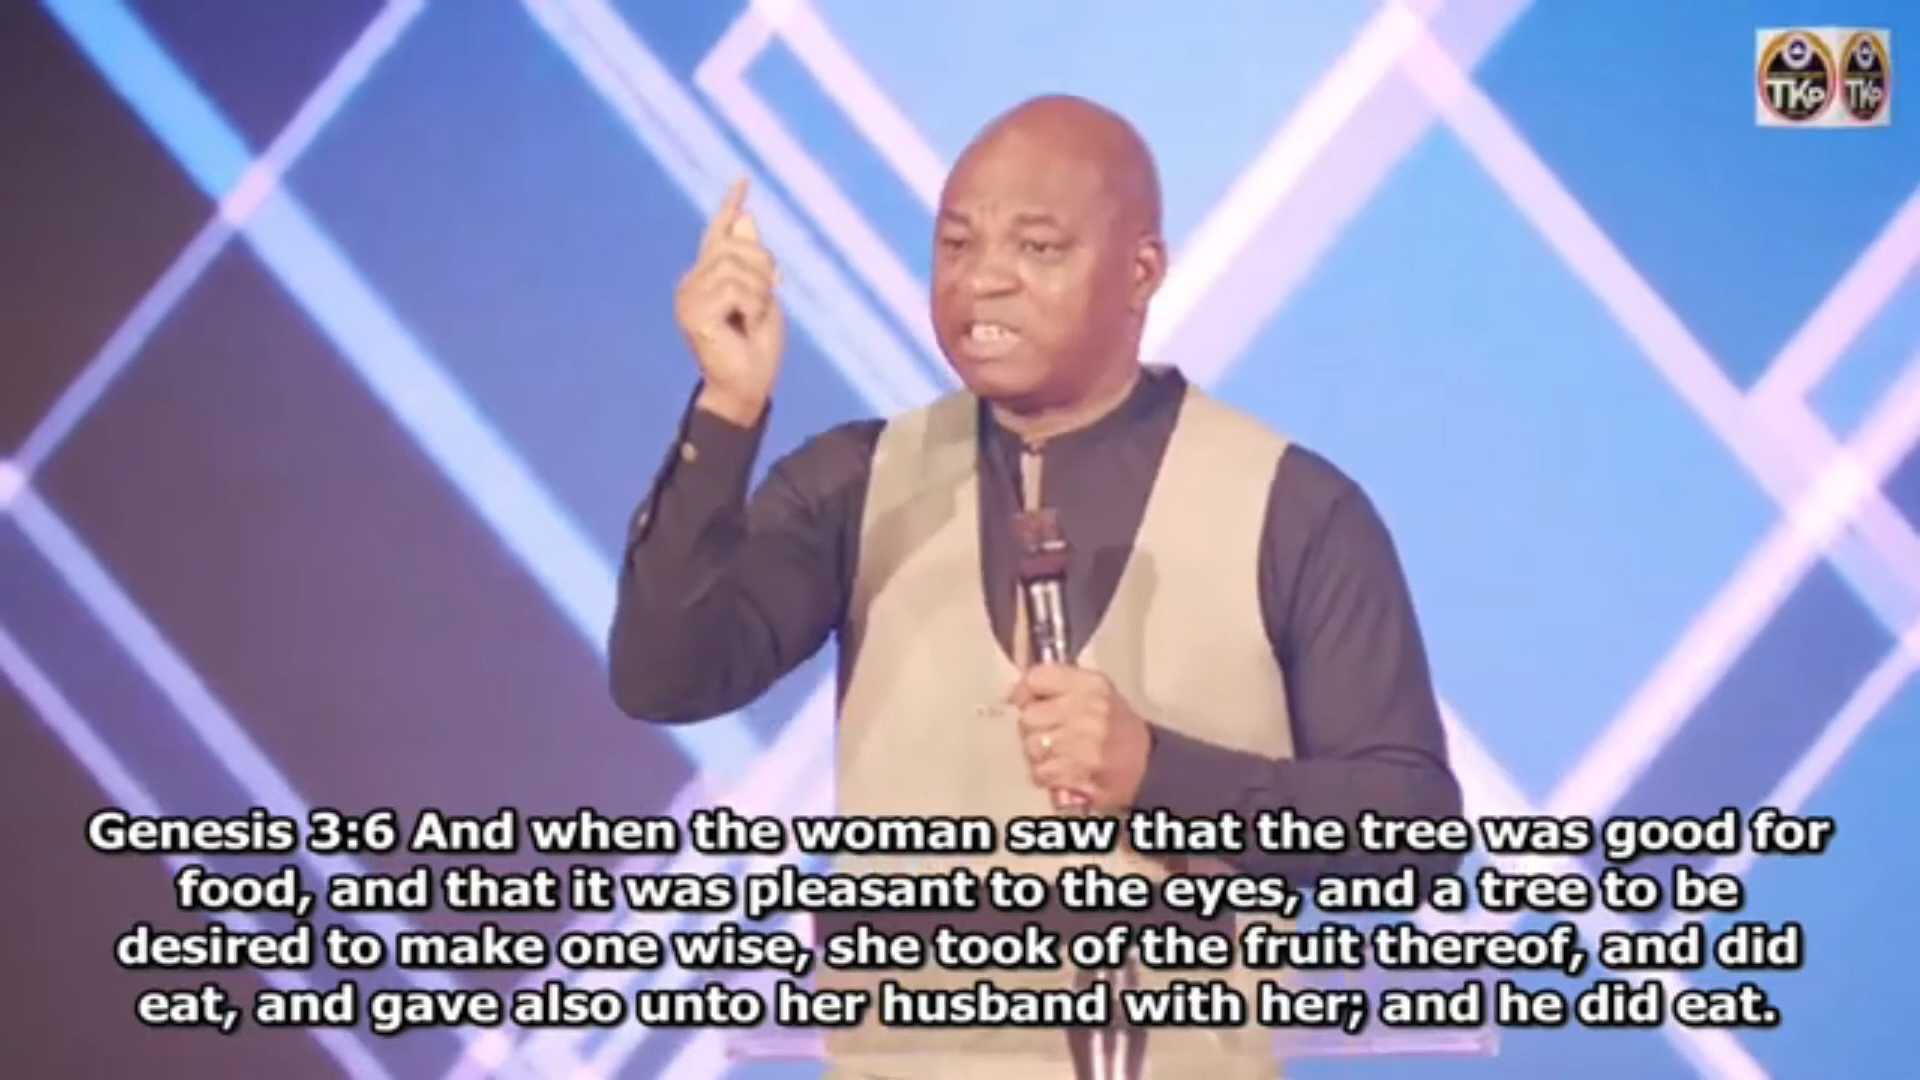 TKP TKP
Genesis 3:6 And when the woman saw that the tree was good for
food, and that it was pleasant to the eyes, and a tree to be
desired to make one wise, she took of the fruit thereof, and did
eat, and gave also unto her husband with her; and he did eat.